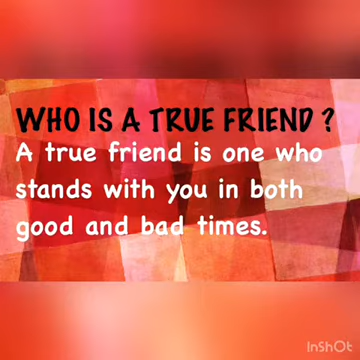 WHO IS A TRUE FRIEND ?
A true friend is one who
stands with you in both
good and bad times.
InShOt